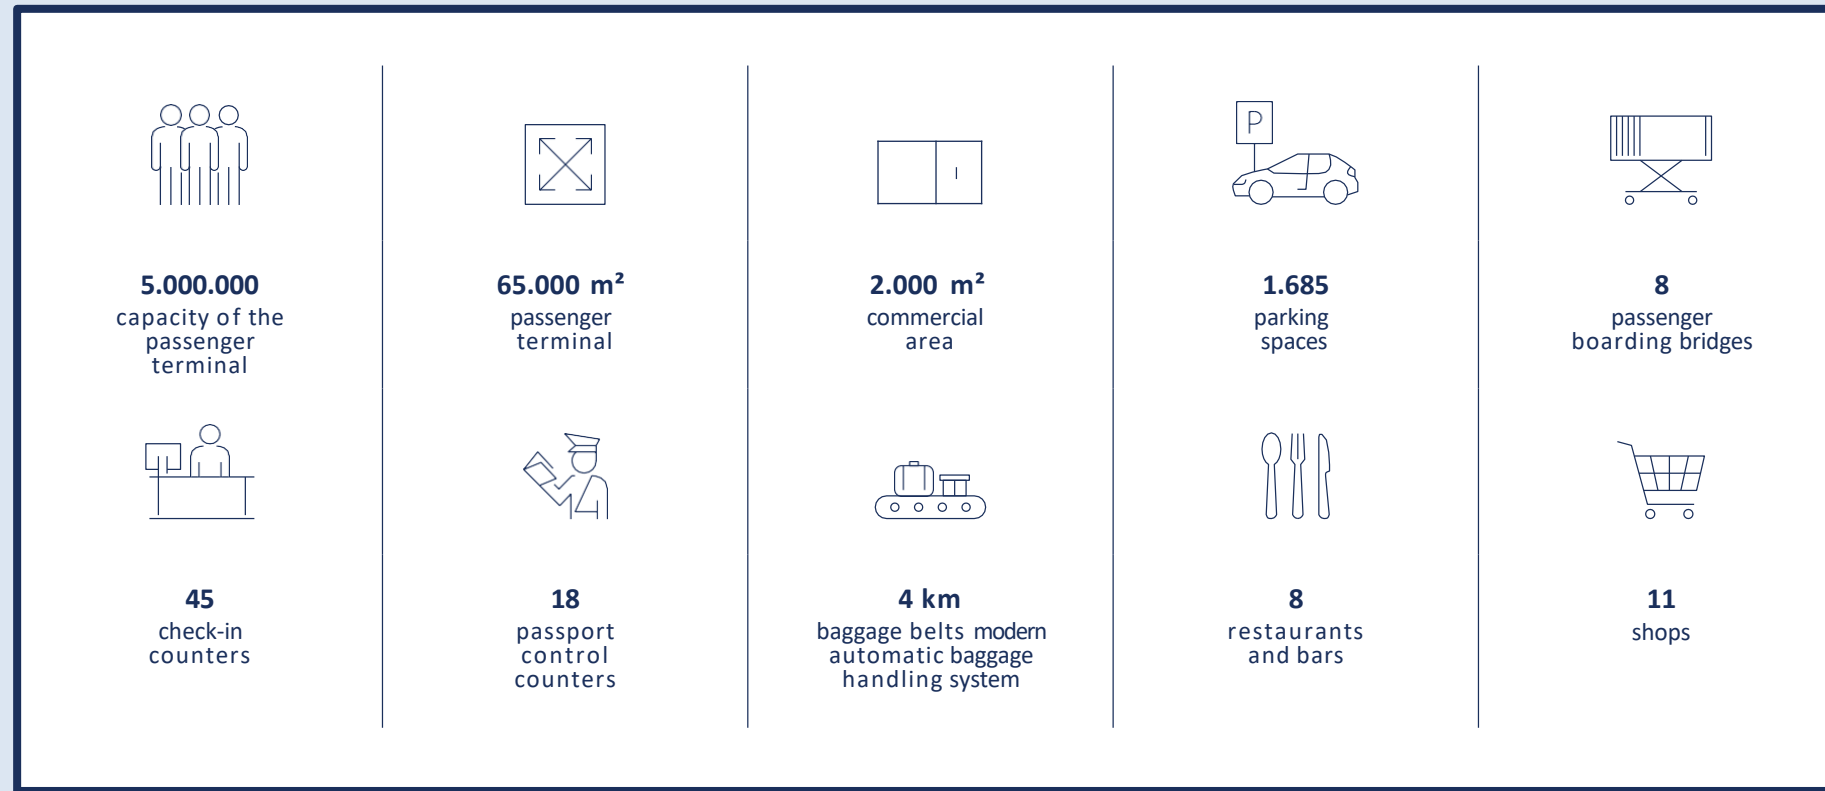 P
5.000.000
capacity of the
passenger
terminal
65.000 m²
passenger
terminal
2.000 m²
commercial
area
1.685
parking
spaces
8
passenger
boarding bridges
45
check-in
counters
18
passport
control
counters
4 km
baggage belts modern
automatic baggage
handling system
8
restaurants
and bars
11
shops